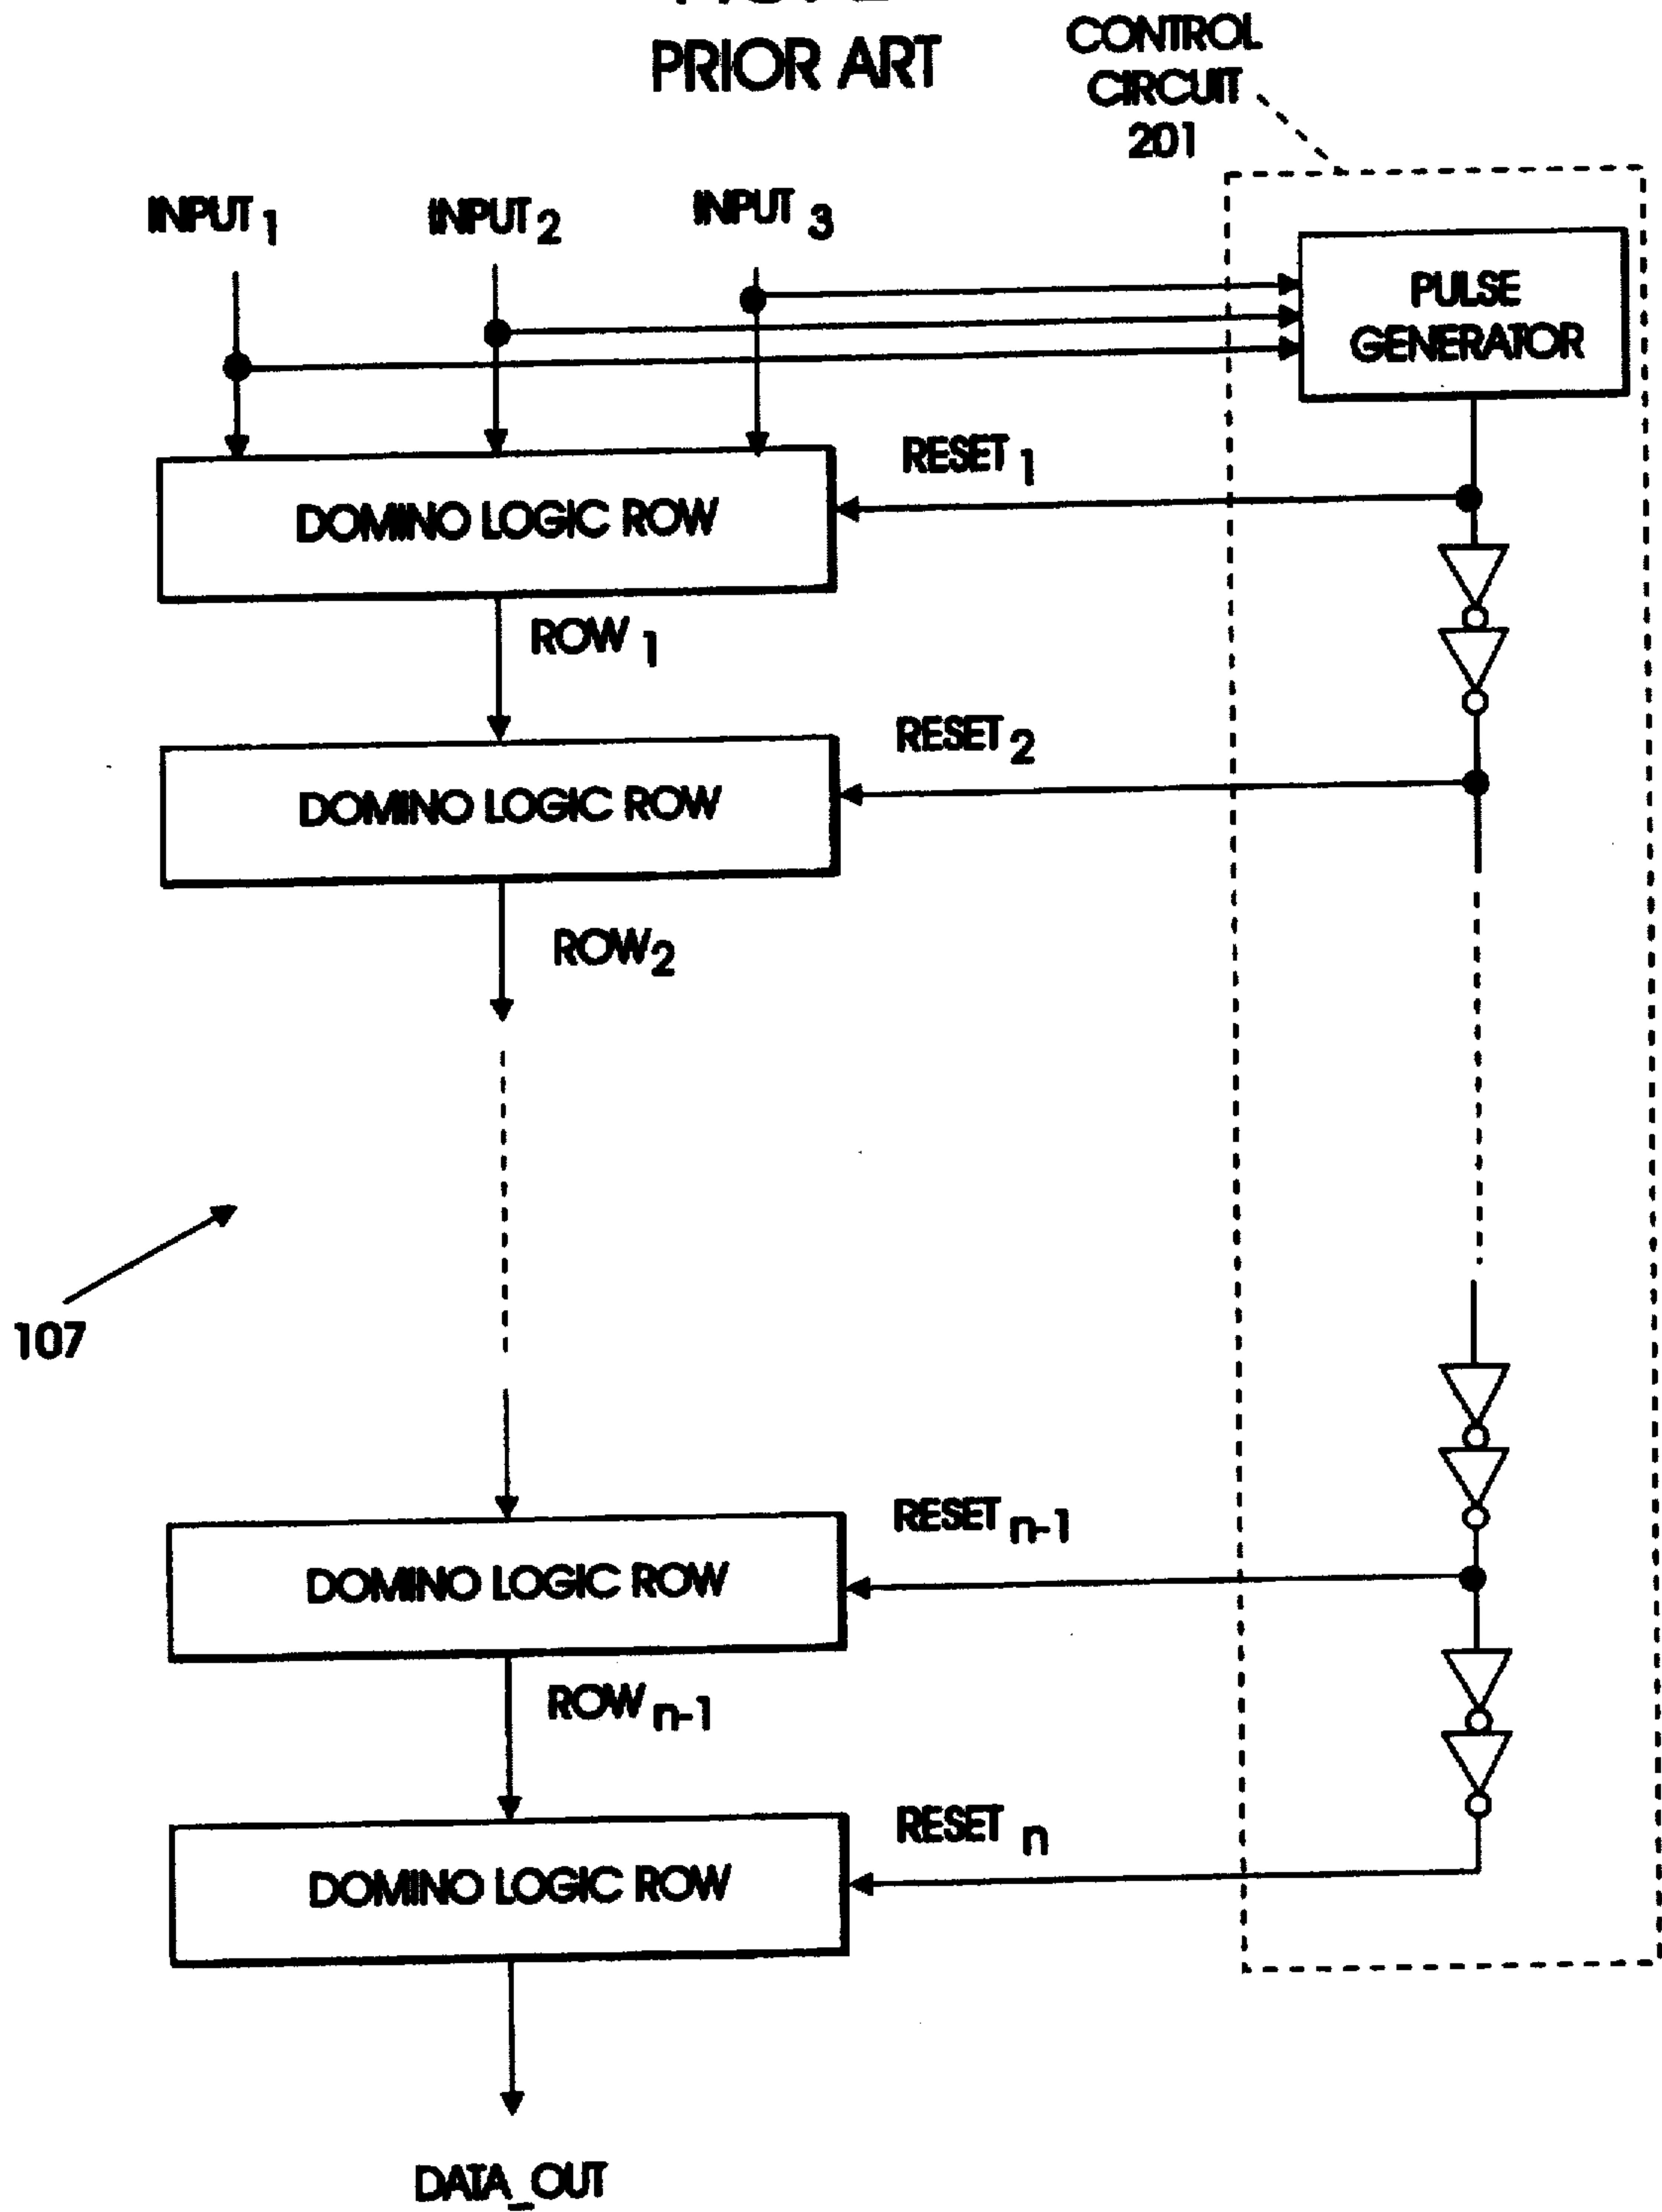 PRIOR ART
CONTROL
CIRCUIT
201
INPUT 1
INPUT 2
INPUT 3
PULSE
GENERATOR
RESET 1
DOMINO LOGIC ROW
ROW 1
RESET 2
DOMINO LOGIC ROW
ROW 2
107
RESET n-1
DOMINO LOGIC ROW
ROW n-1
RESET n
DOMINO LOGIC ROW
DATA_OUT